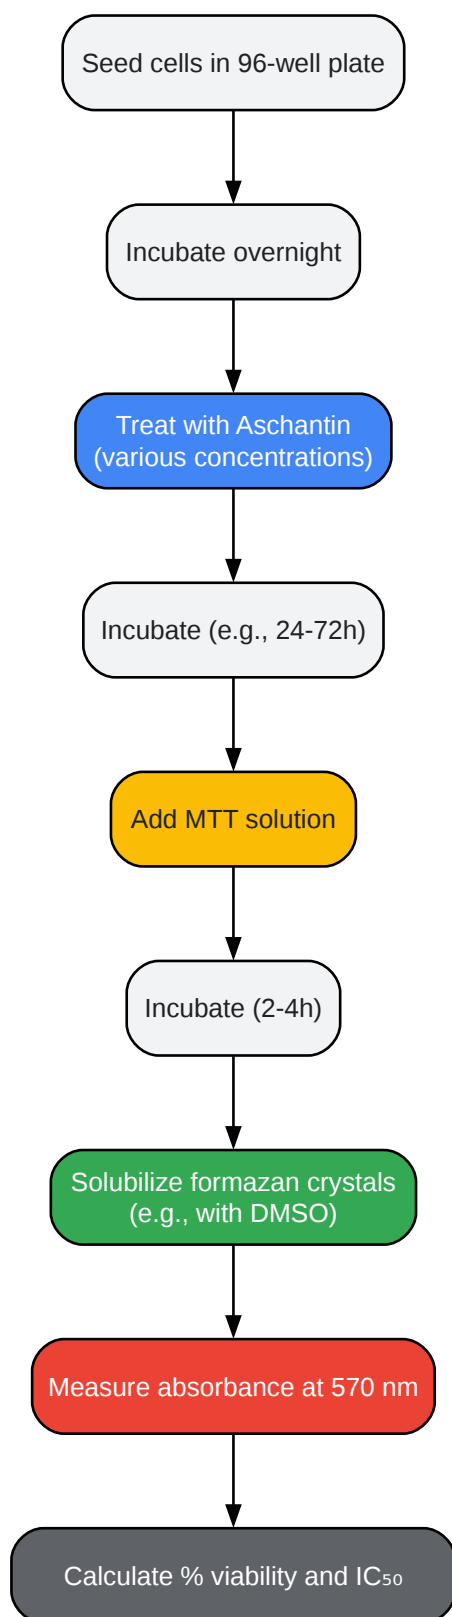 Seed cells in 96-well plate
Incubate overnight
Treat with Aschantin
(various concentrations)
Incubate (e.g., 24-72h)
Add MTT solution
Incubate (2-4h)
Solubilize formazan crystals
(e.g., with DMSO)
Measure absorbance at 570 nm
Calculate % viability and IC₅₀